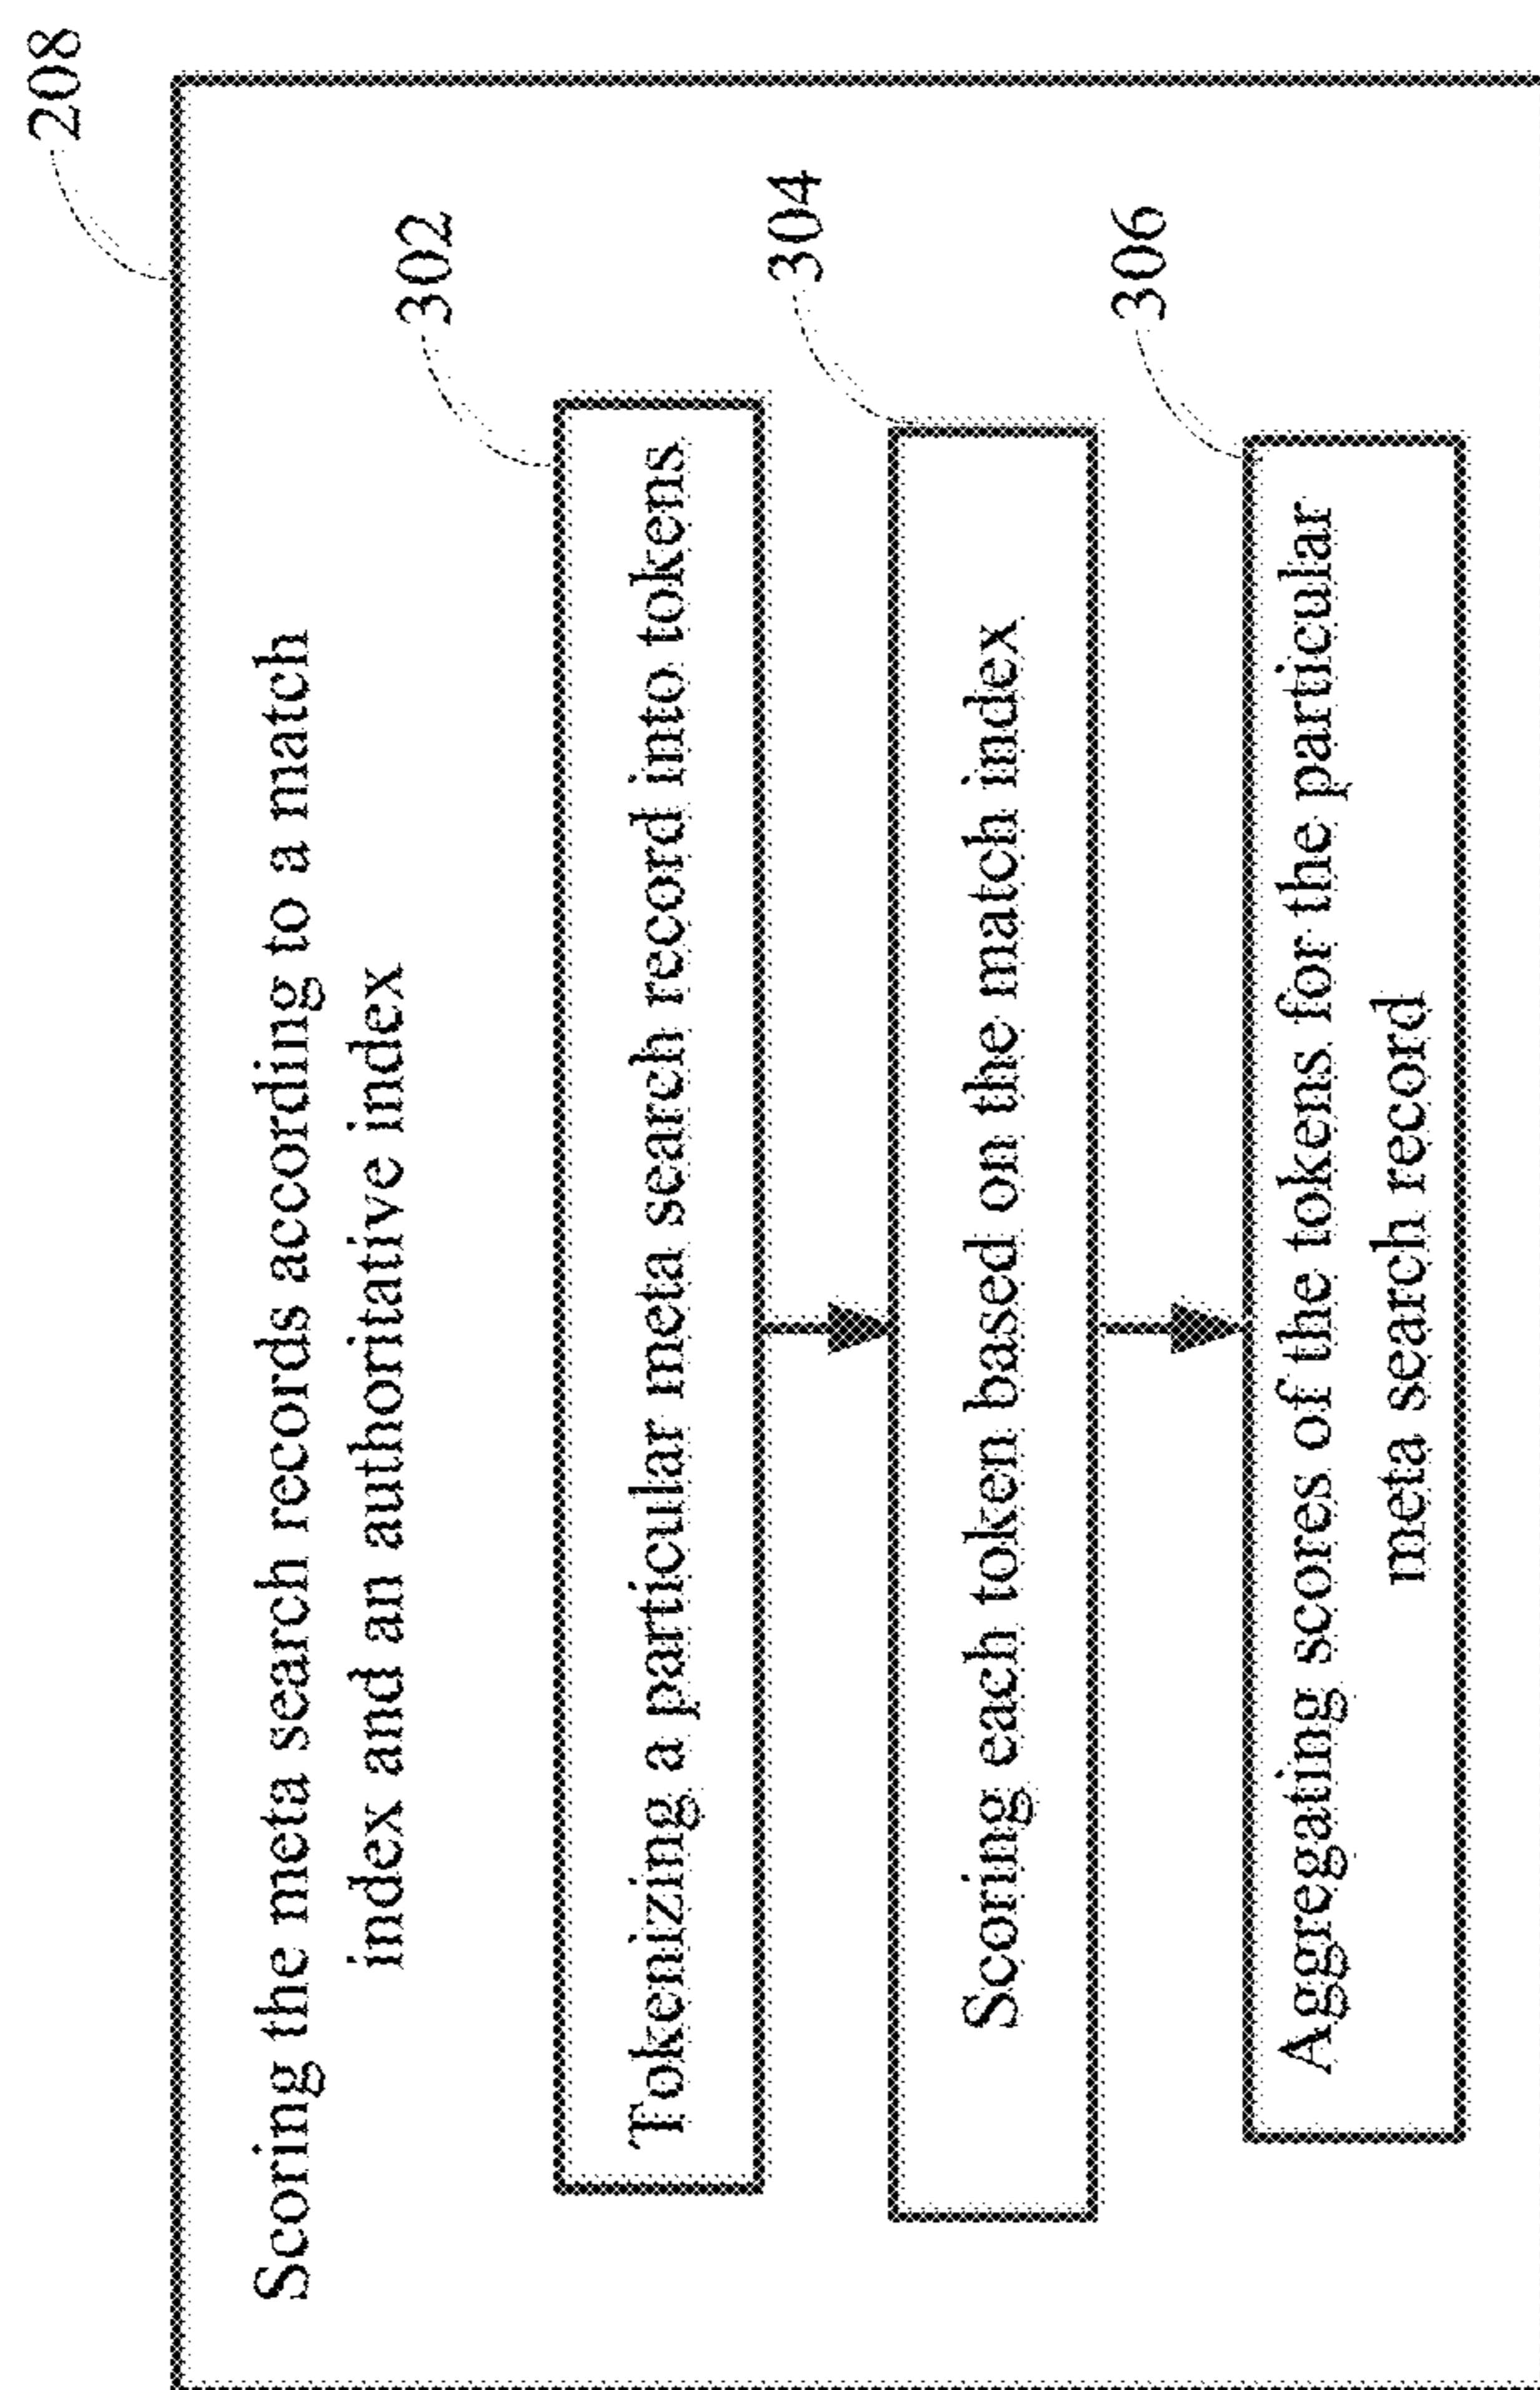 208
Scoring the meta search records according to a match
index and an authoritative index
302
Tokenizing a particular meta search record into tokens
304
Scoring each token based on the match index
306
Aggregating scores of the tokens for the particular
meta search record